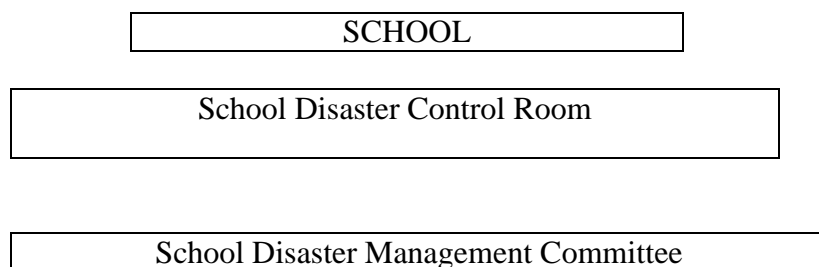 SCHOOL
School Disaster Control Room
School Disaster Management Committee